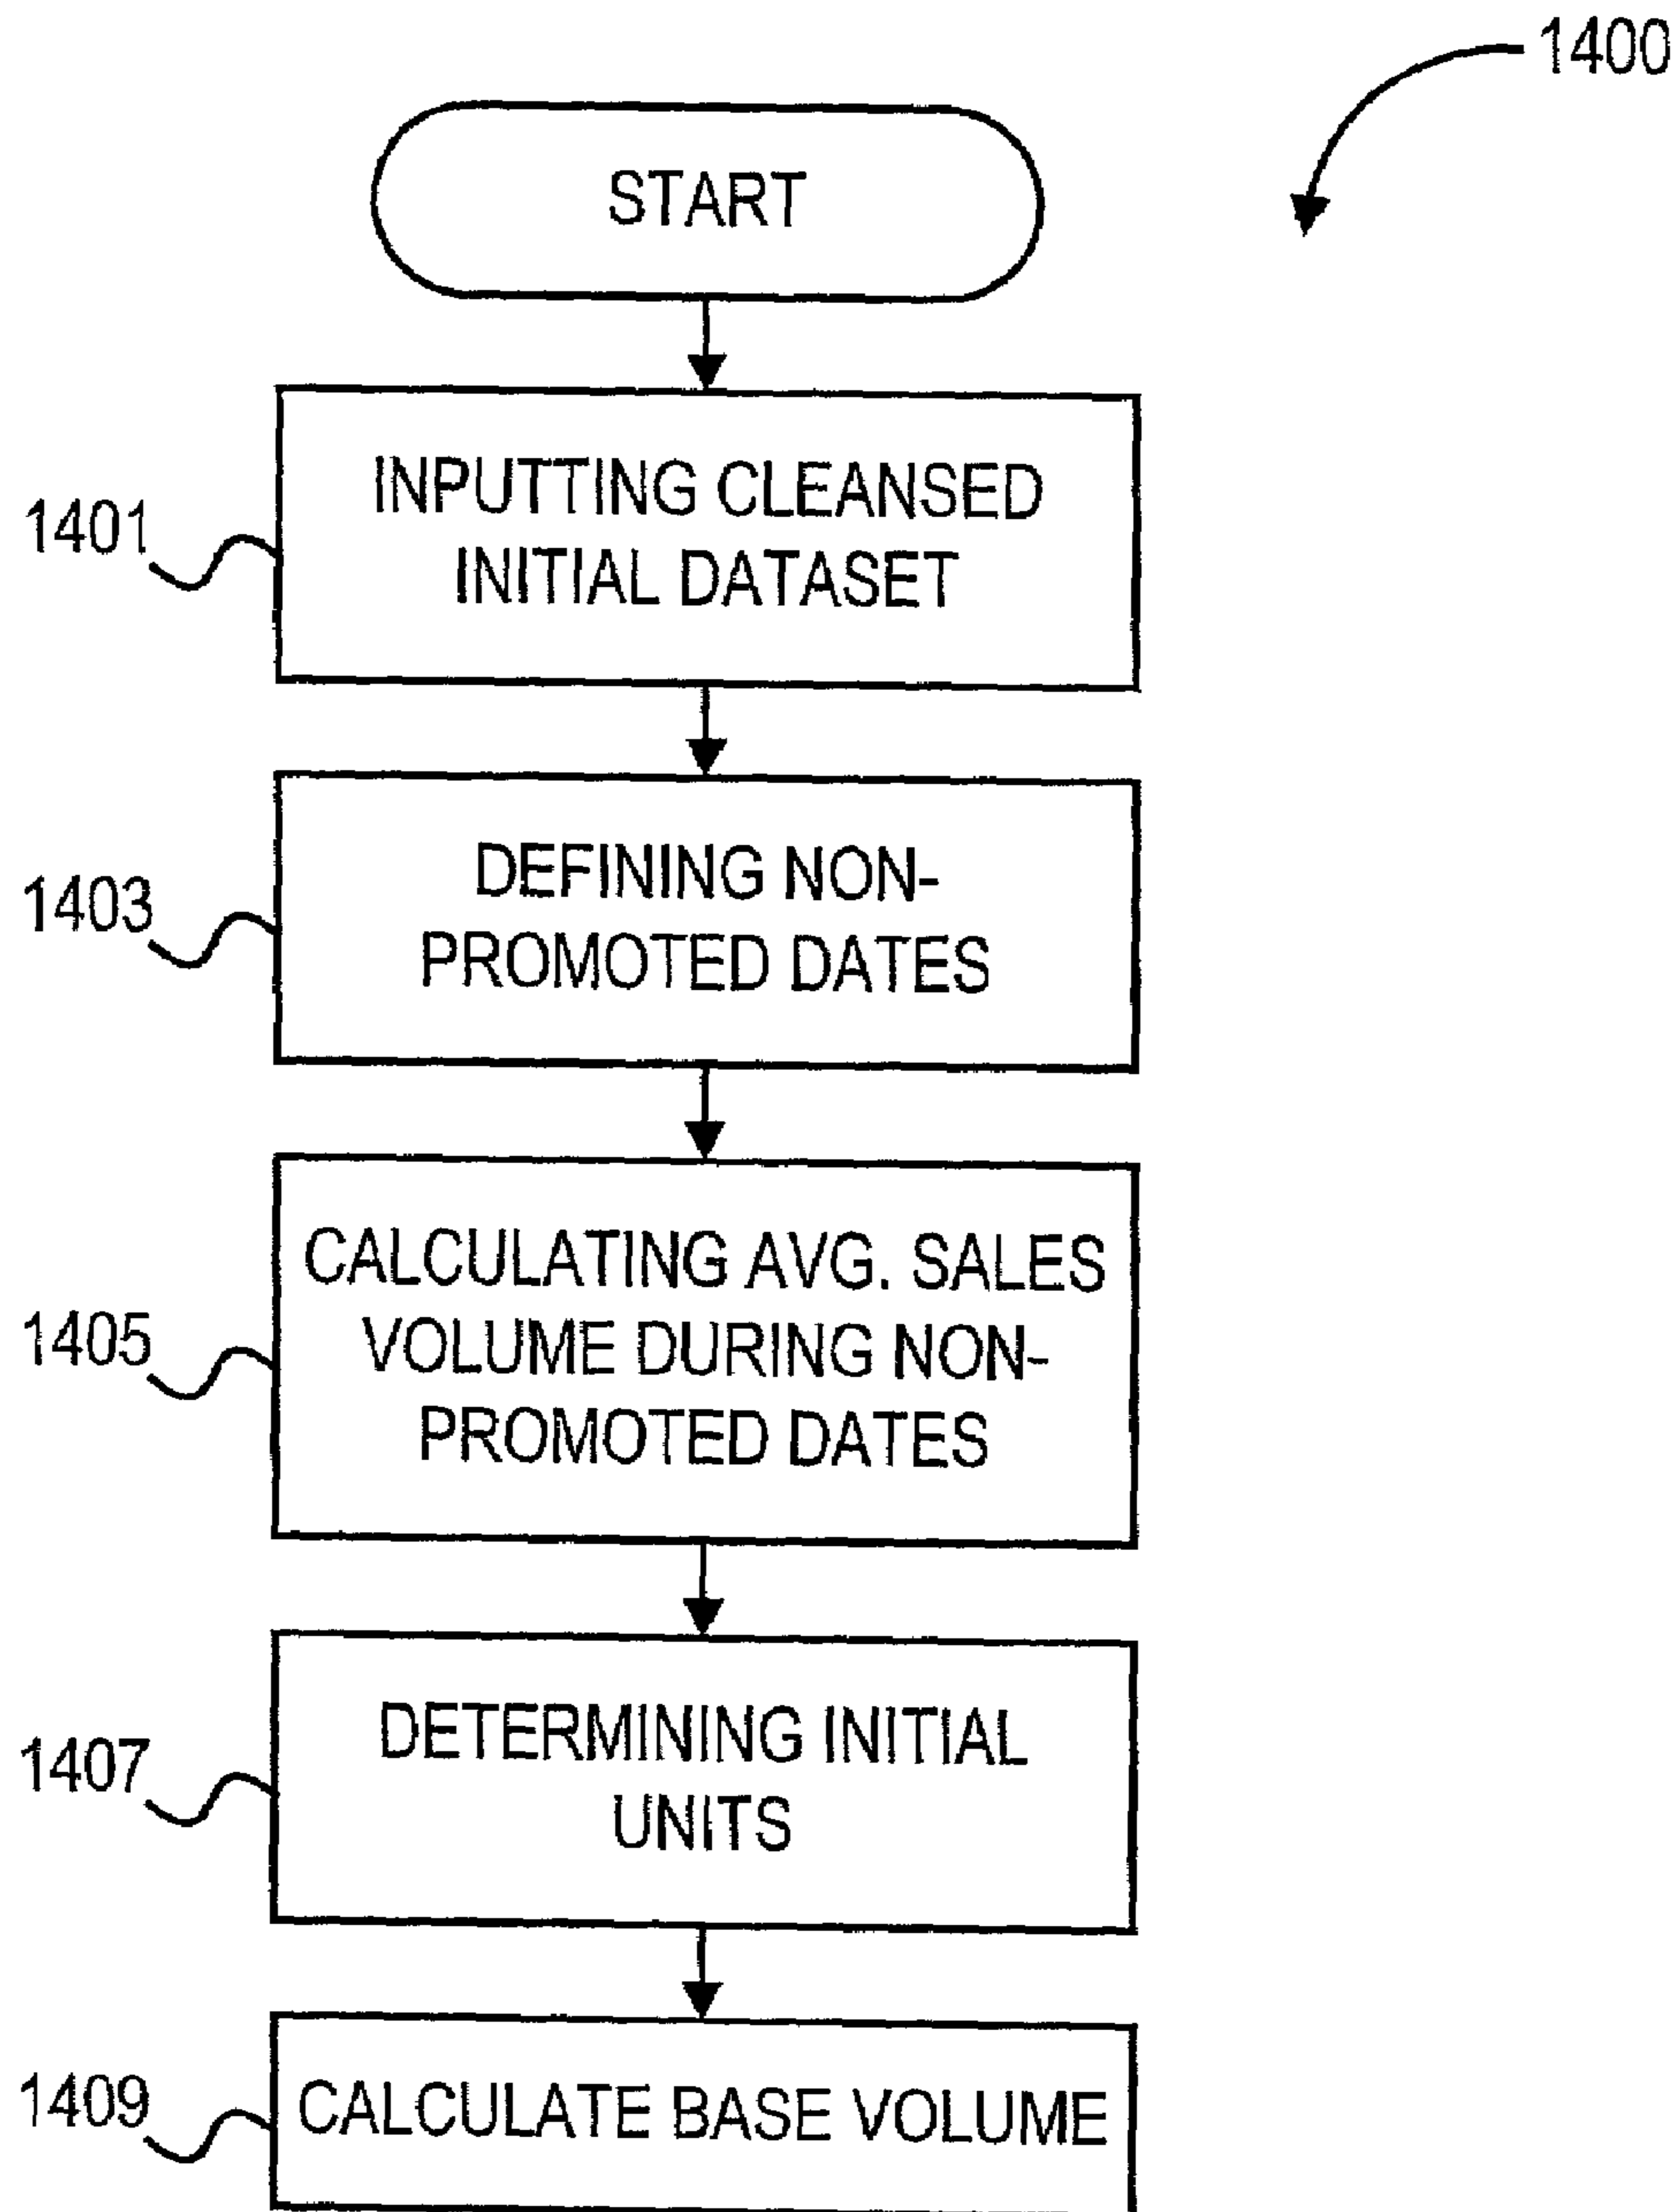 1400
START
1401
INPUTTING CLEANSED
INITIAL DATASET
1403
DEFINING NON-
PROMOTED DATES
1405
CALCULATING AVG. SALES
VOLUME DURING NON-
PROMOTED DATES
1407
DETERMINING INITIAL
UNITS
1409
CALCULATE BASE VOLUME